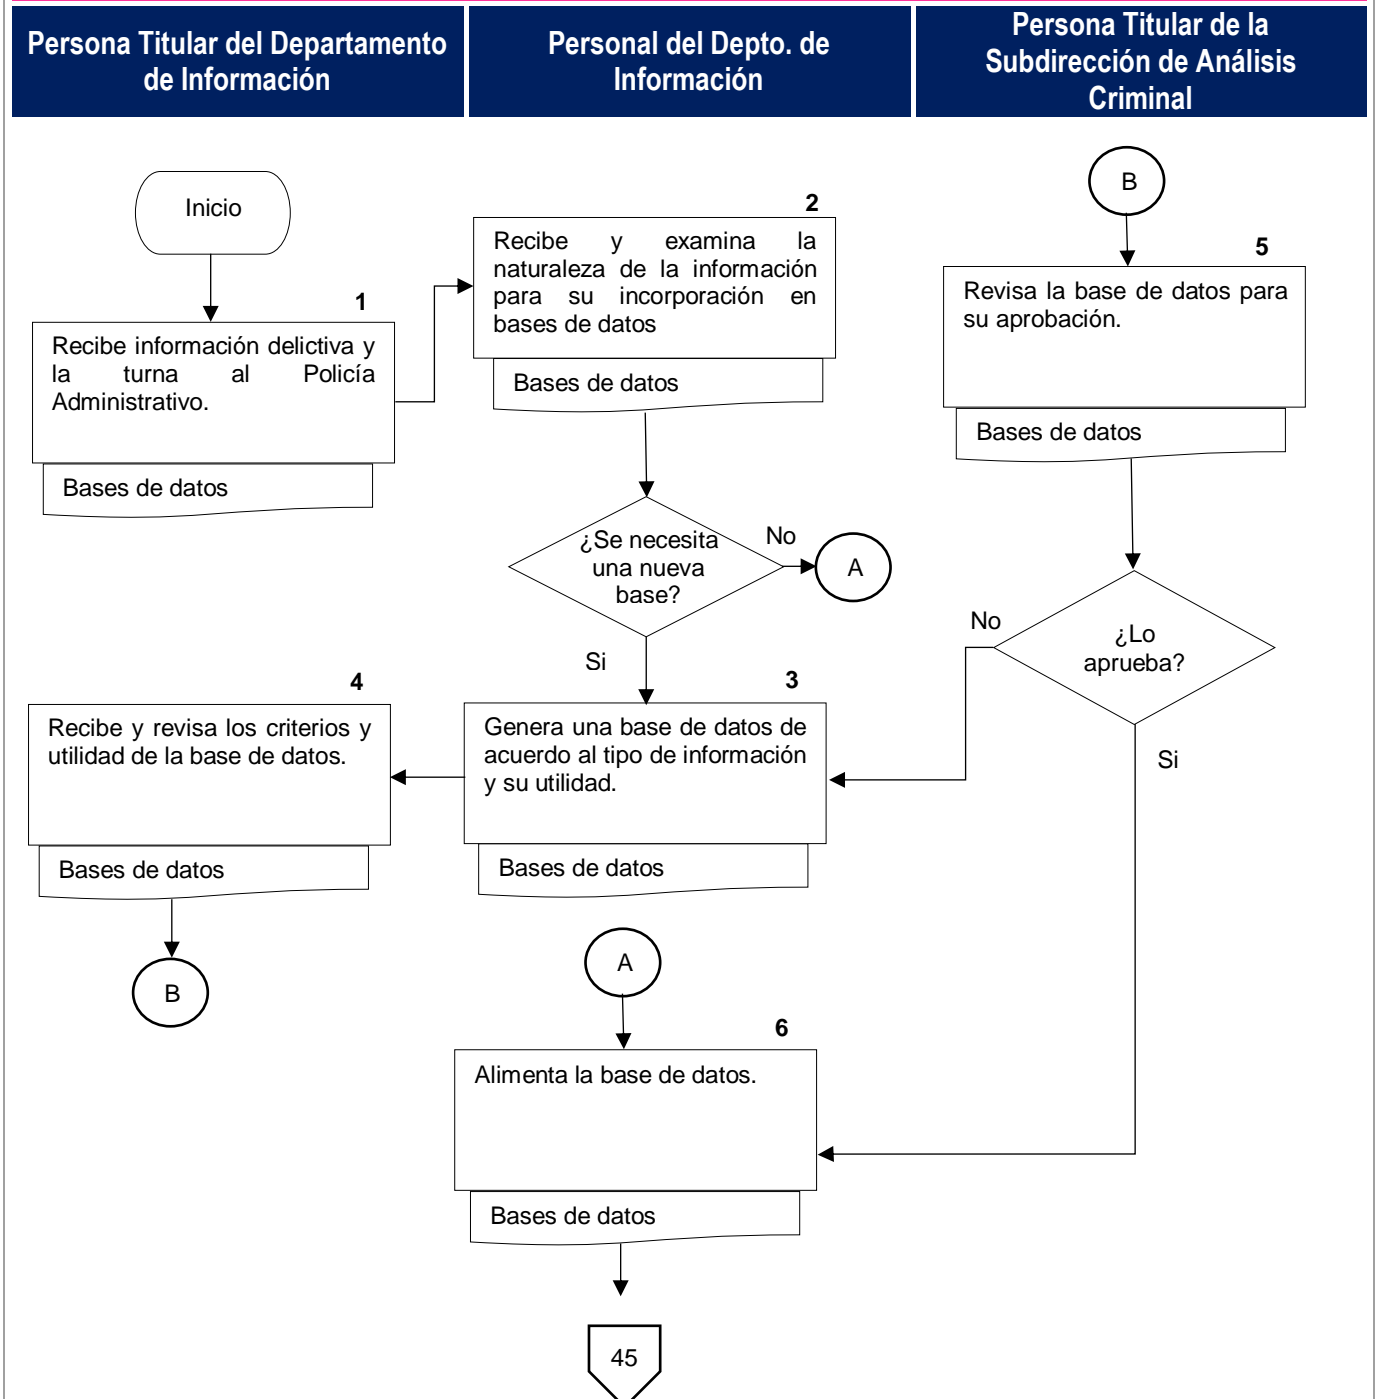 Persona Titular del Departamento
de Información
Personal del Depto. de
Información
Persona Titular de la
Subdirección de Análisis
Criminal
Inicio
1
Recibe información delictiva y
la turna al Policía
Administrativo.
Bases de datos
2
Recibe y examina la
naturaleza de la información
para su incorporación en
bases de datos
Bases de datos
¿Se necesita
una nueva
base?
No
A
Si
3
Genera una base de datos de
acuerdo al tipo de información
y su utilidad.
Bases de datos
4
Recibe y revisa los criterios y
utilidad de la base de datos.
Bases de datos
B
B
5
Revisa la base de datos para
su aprobación.
Bases de datos
¿Lo
aprueba?
No
Si
A
6
Alimenta la base de datos.
Bases de datos
45